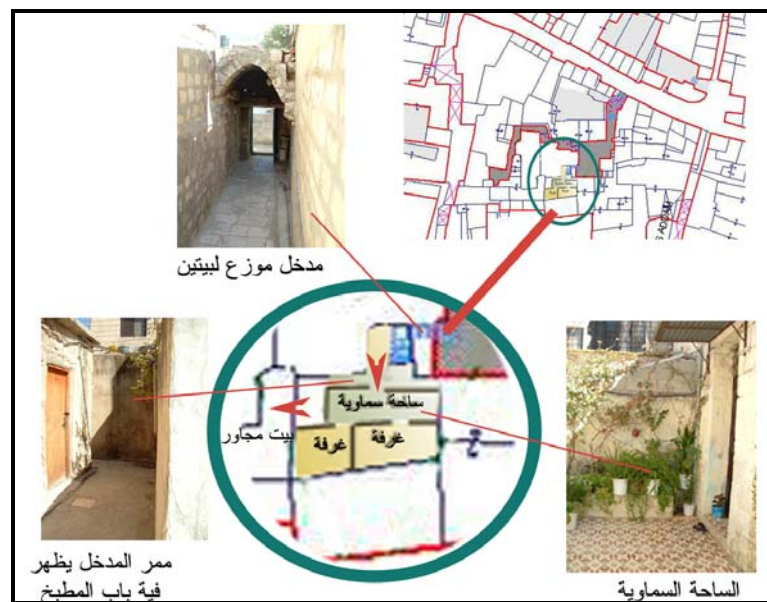 مدخل موزع لبيتين
ساحة سماوية
بيت مجاور
غرفة
غرفة
ممر المدخل يظهر
فية باب المطبخ
الساحة السماوية